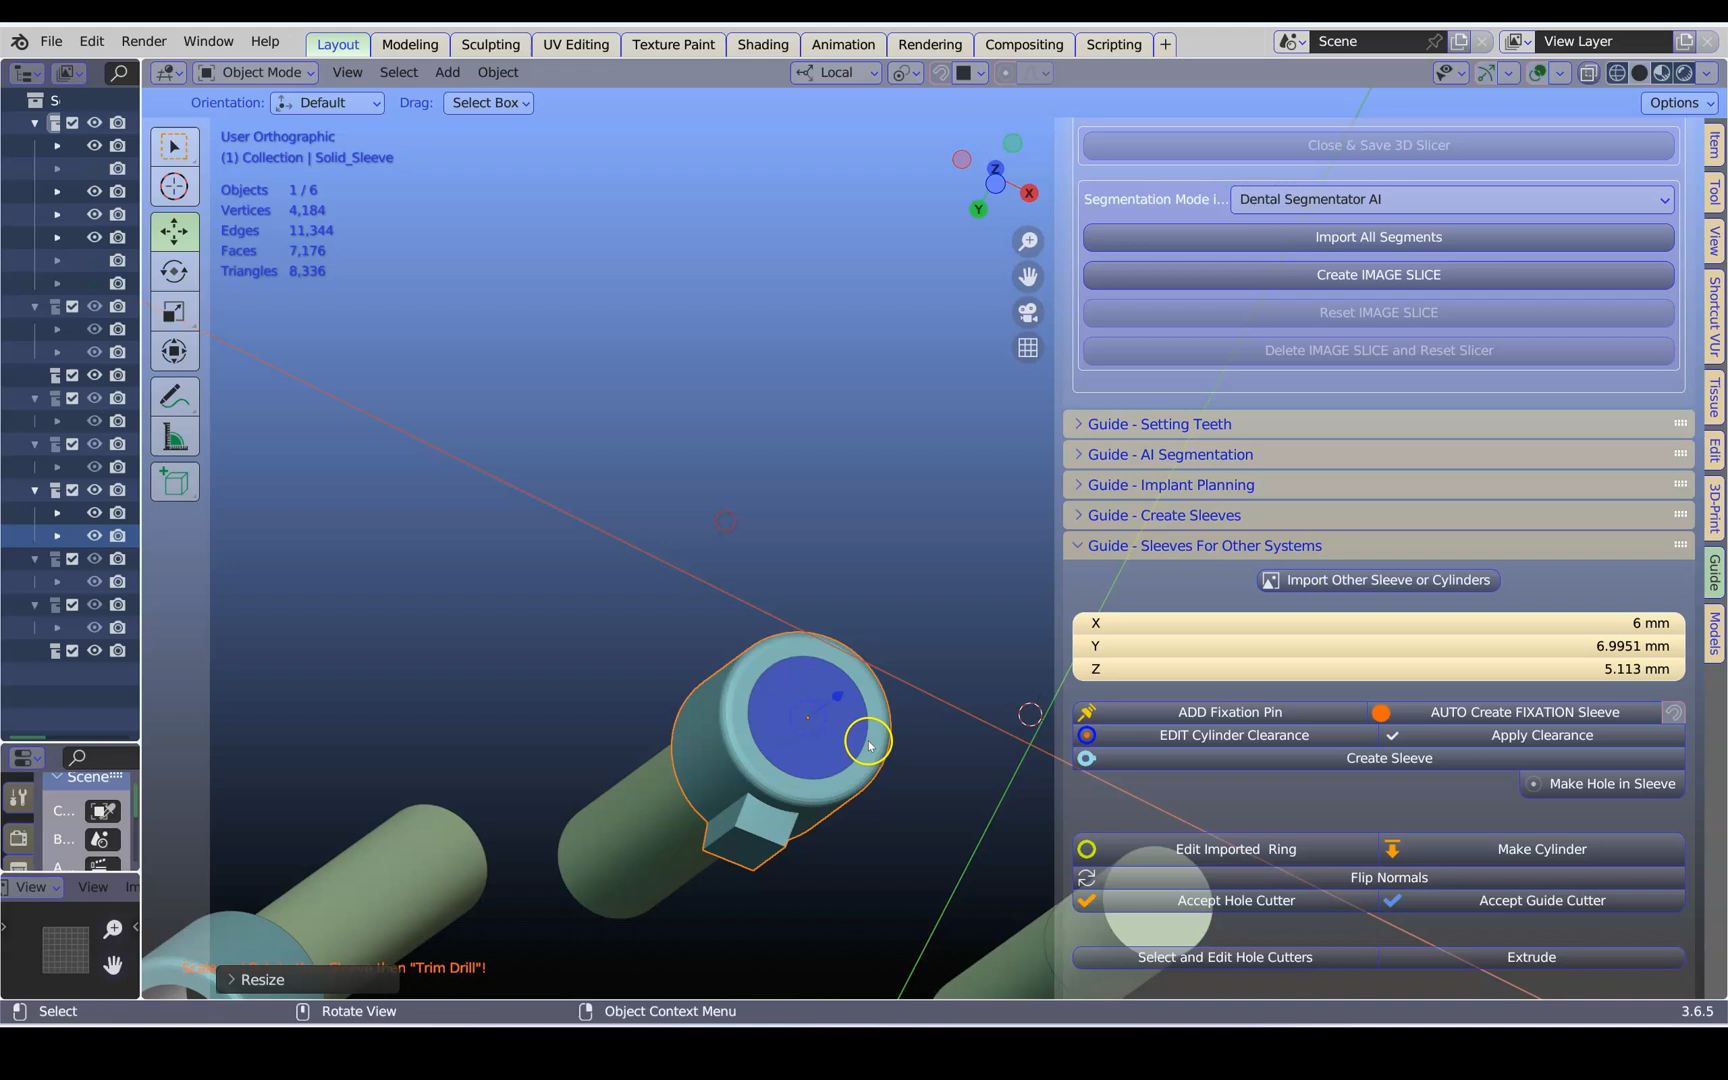 File Edit Render Window Help
Layout Modeling Sculpting UV Editing Texture Paint Shading Animation Rendering Compositing Scripting +
Scene
View Layer
Object Mode View Select Add Object
Local
Orientation: Default Drag: Select Box
Options
User Orthographic
(1) Collection | Solid_Sleeve
Objects 1 / 6
Vertices 4,184
Edges 11,344
Faces 7,176
Triangles 8,336
Z
X
Y
Close & Save 3D Slicer
Segmentation Mode i... Dental Segmentator AI
Import All Segments
Create IMAGE SLICE
Reset IMAGE SLICE
Delete IMAGE SLICE and Reset Slicer
Guide - Setting Teeth
Guide - AI Segmentation
Guide - Implant Planning
Guide - Create Sleeves
Guide - Sleeves For Other Systems
Import Other Sleeve or Cylinders
X 6 mm
Y 6.9951 mm
Z 5.113 mm
ADD Fixation Pin AUTO Create FIXATION Sleeve
EDIT Cylinder Clearance Apply Clearance
Create Sleeve
Make Hole in Sleeve
Edit Imported Ring Make Cylinder
Flip Normals
Accept Hole Cutter Accept Guide Cutter
Select and Edit Hole Cutters Extrude
Item
Tool
View
Shortcut VUr
Tissue
Edit
3D-Print
Guide
Models
Scene
C...
B...
View View Im
Sleeve then "Trim Drill"!
Resize
Select Rotate View Object Context Menu 3.6.5